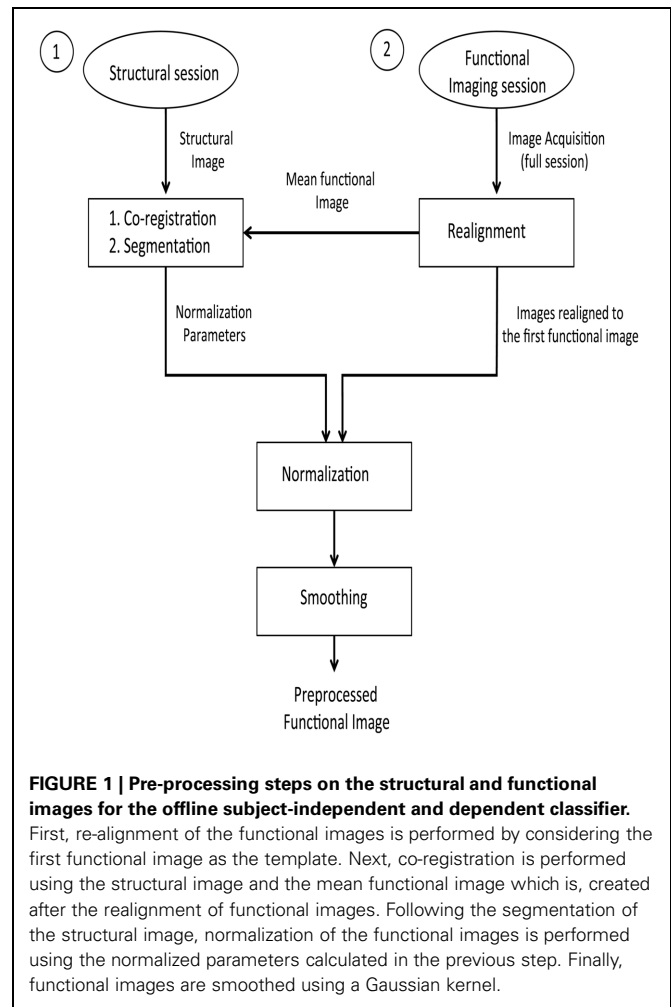 1
Structural session
2
Functional
Imaging session
Structural
Image
Image Acquisition
(full session)
Mean functional
Image
1. Co-registration
2. Segmentation
Realignment
Normalization
Parameters
Images realigned to
the first functional image
Normalization
Smoothing
Preprocessed
Functional Image
FIGURE 1 | Pre-processing steps on the structural and functional
images for the offline subject-independent and dependent classifier.
First, re-alignment of the functional images is performed by considering the
first functional image as the template. Next, co-registration is performed
using the structural image and the mean functional image which is, created
after the realignment of functional images. Following the segmentation of
the structural image, normalization of the functional images is performed
using the normalized parameters calculated in the previous step. Finally,
functional images are smoothed using a Gaussian kernel.